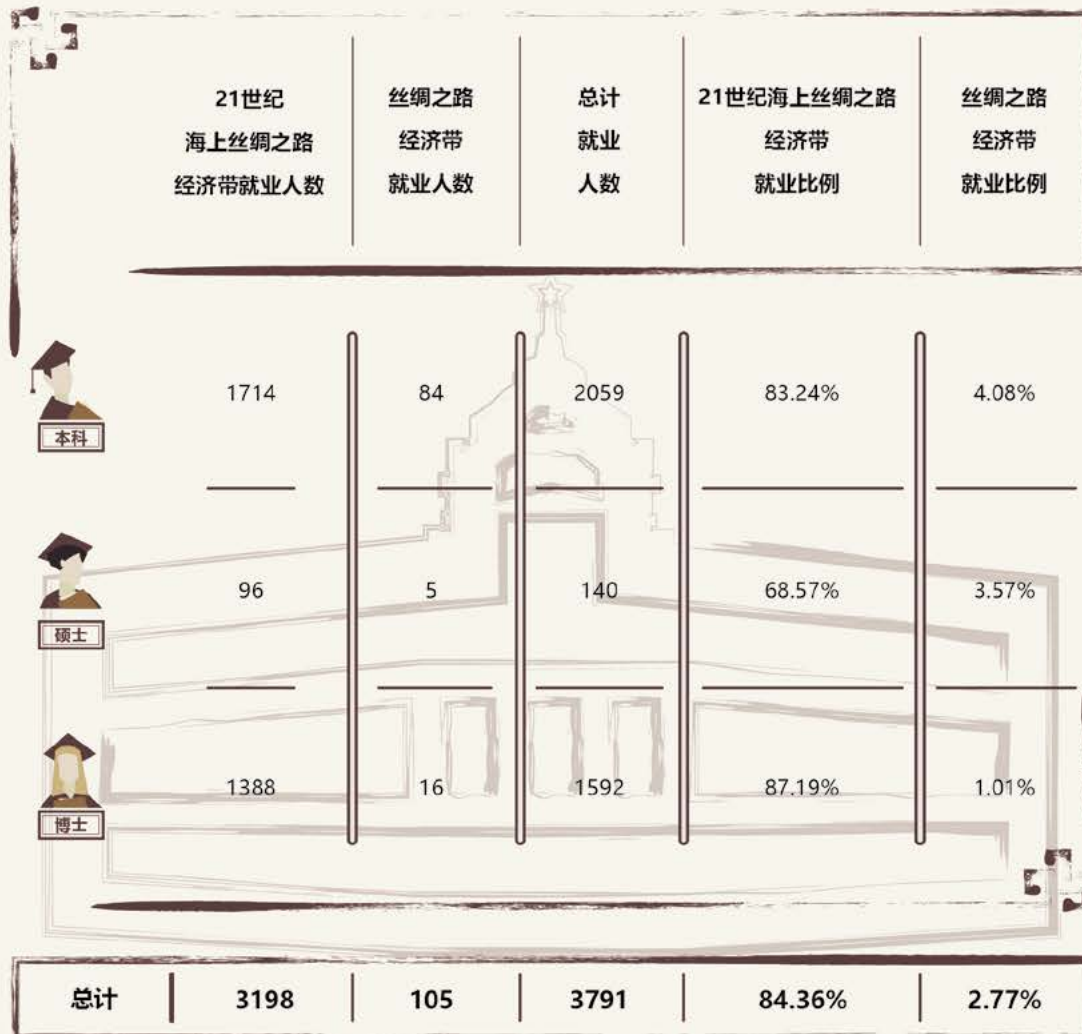 21世纪
海上丝绸之路
经济带就业人数
丝绸之路
经济带
就业人数
总计
就业
人数
21世纪海上丝绸之路
经济带
就业比例
丝绸之路
经济带
就业比例
本科
1714
84
2059
83.24%
4.08%
硕士
96
5
140
68.57%
3.57%
博士
1388
16
1592
87.19%
1.01%
总计
3198
105
3791
84.36%
2.77%